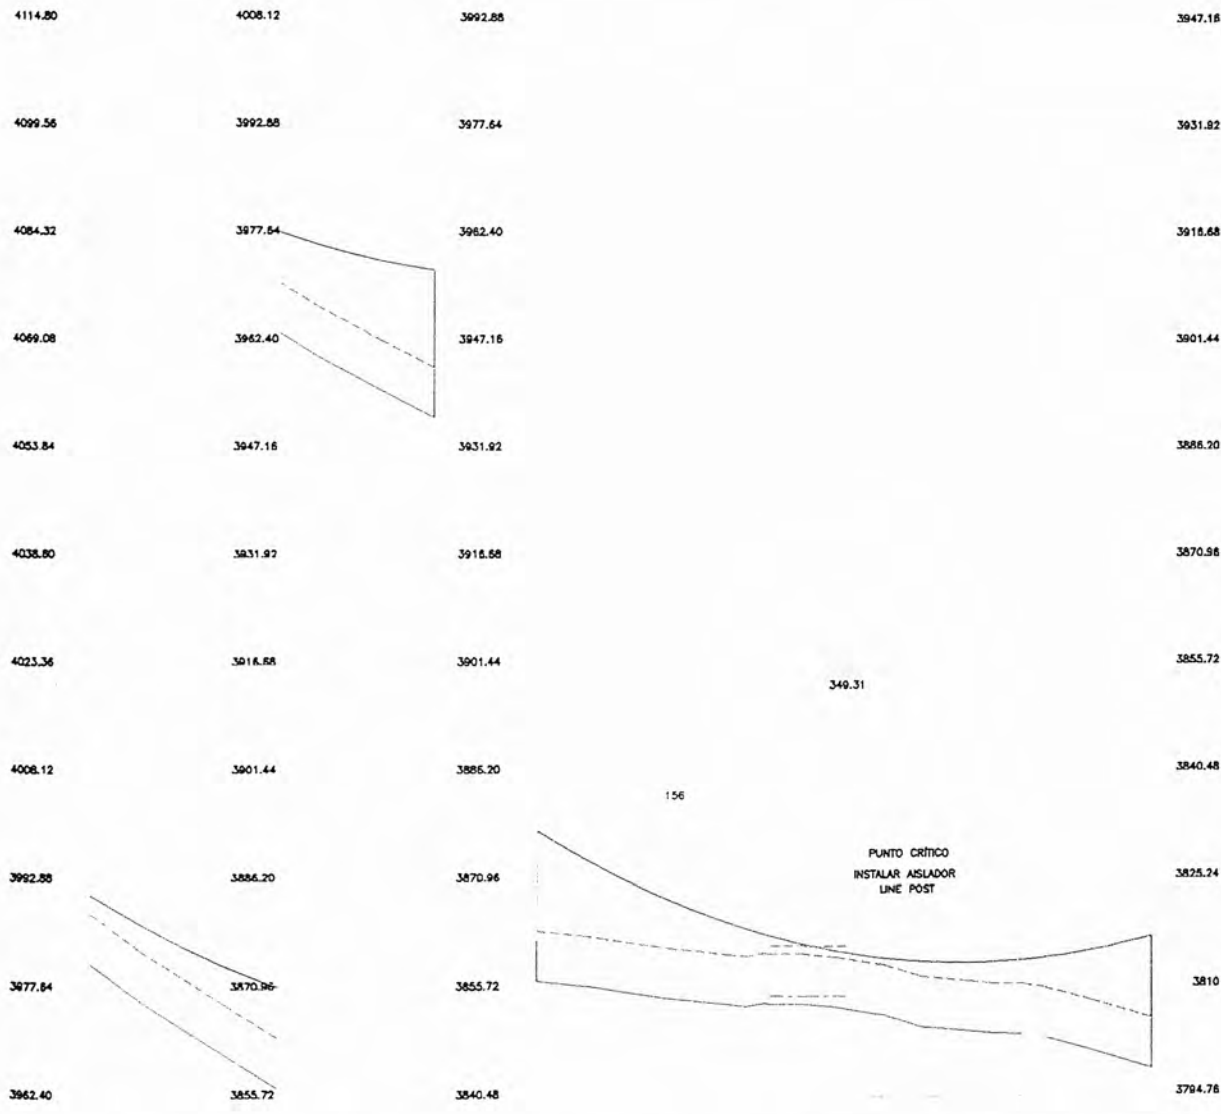 4114.80 4008.12 3992.88 3947.16
4099.56 3992.88 3977.64 3931.92
4084.32 3977.64 3962.40 3916.68
4069.08 3962.40 3947.16 3901.44
4053.84 3947.16 3931.92 3886.20
4038.60 3931.92 3916.68 3870.96
4023.36 3916.68 3901.44 3855.72
349.31
4008.12 3901.44 3886.20 3840.48
156
PUNTO CRÍTICO
INSTALAR AISLADOR
LINE POST
3992.88 3886.20 3870.96 3825.24
3977.64 3870.96 3855.72 3810
3962.40 3855.72 3840.48 3794.76